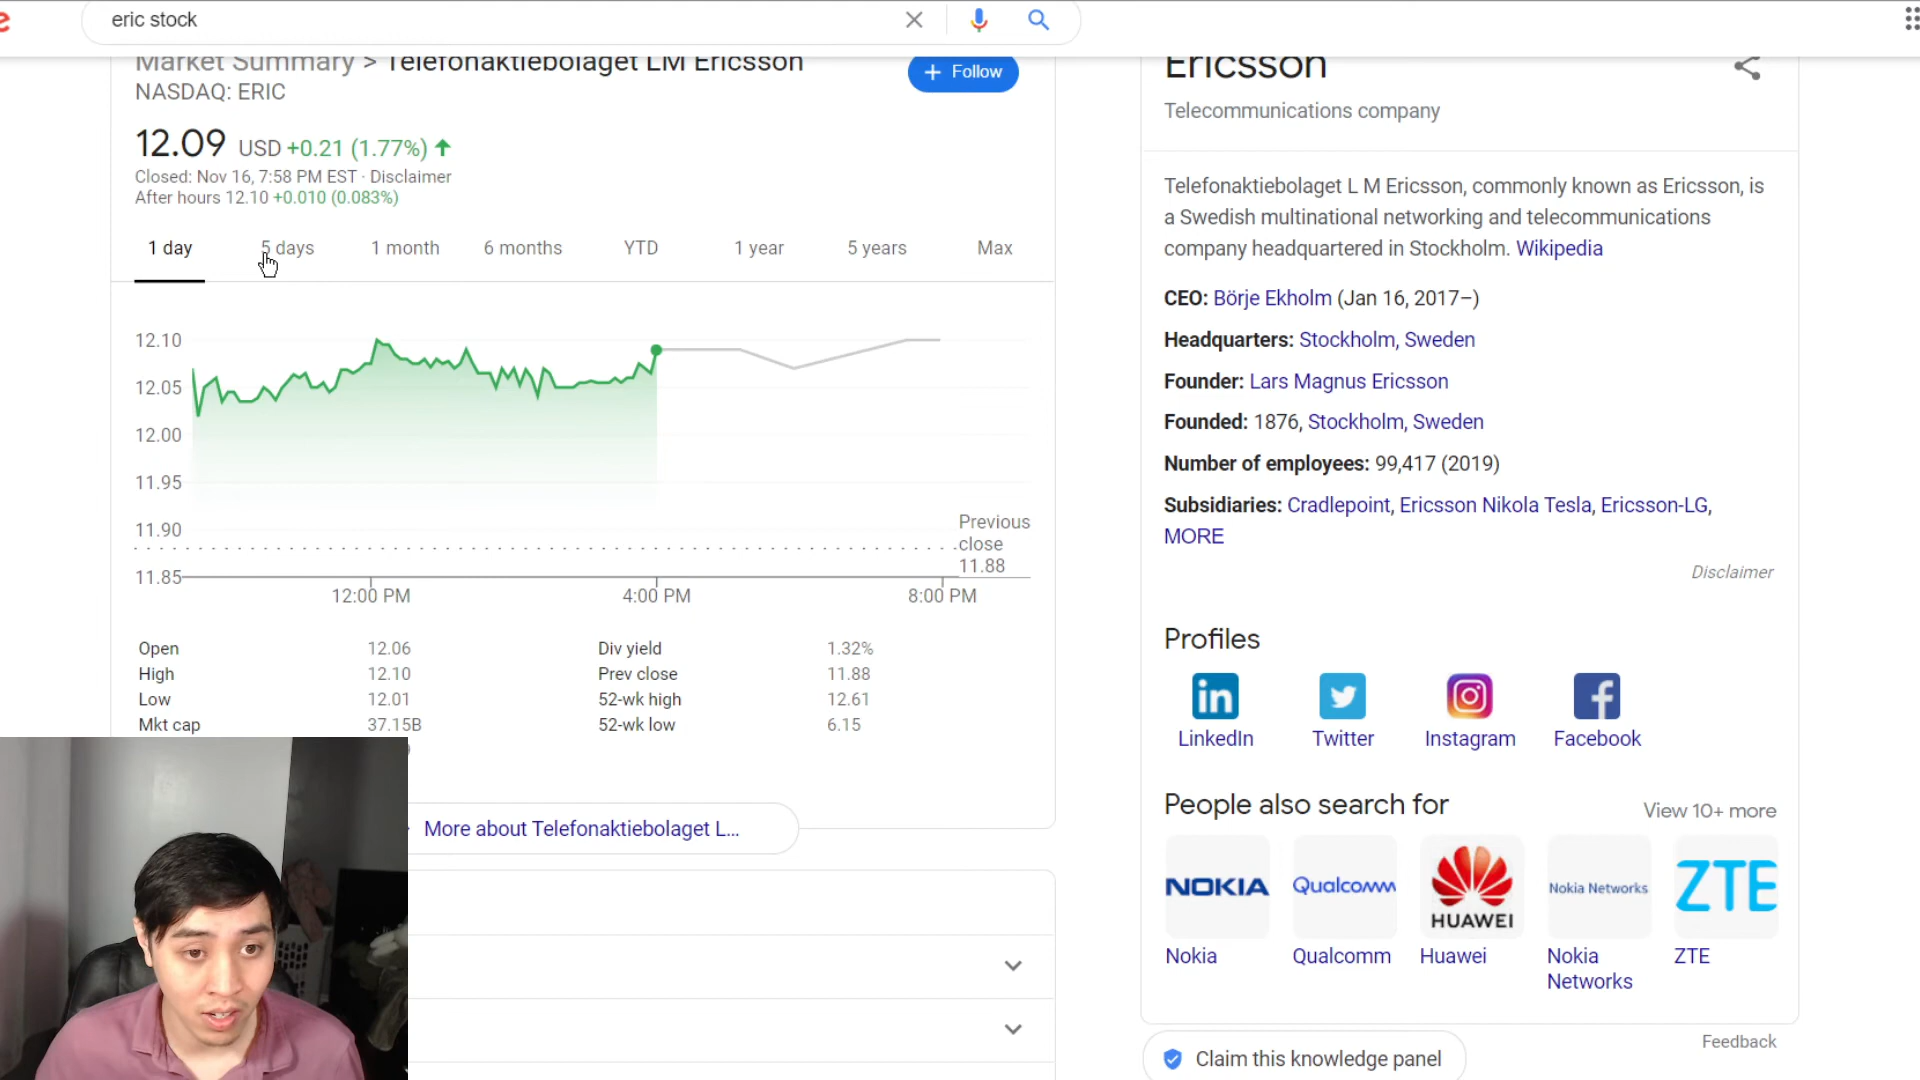 eric stock
Market Summary > Telefonaktiebolaget LM Ericsson
NASDAQ: ERIC
+ Follow
12.09 USD +0.21 (1.77%)
Closed: Nov 16, 7:58 PM EST · Disclaimer
After hours 12.10 +0.010 (0.083%)
1 day 5 days 1 month 6 months YTD 1 year 5 years Max
12.10
12.05
12.00
11.95
11.90
11.85
Previous
close
11.88
12:00 PM 4:00 PM 8:00 PM
Open 12.06 Div yield 1.32%
High 12.10 Prev close 11.88
Low 12.01 52-wk high 12.61
Mkt cap 37.15B 52-wk low 6.15
More about Telefonaktiebolaget L...
Ericsson
Telecommunications company
Telefonaktiebolaget L M Ericsson, commonly known as Ericsson, is
a Swedish multinational networking and telecommunications
company headquartered in Stockholm. Wikipedia
CEO: Börje Ekholm (Jan 16, 2017–)
Headquarters: Stockholm, Sweden
Founder: Lars Magnus Ericsson
Founded: 1876, Stockholm, Sweden
Number of employees: 99,417 (2019)
Subsidiaries: Cradlepoint, Ericsson Nikola Tesla, Ericsson-LG,
MORE
Disclaimer
Profiles
LinkedIn Twitter Instagram Facebook
People also search for
View 10+ more
NOKIA Qualcomm HUAWEI Nokia Networks ZTE
Nokia Qualcomm Huawei Nokia ZTE
Networks
Feedback
Claim this knowledge panel